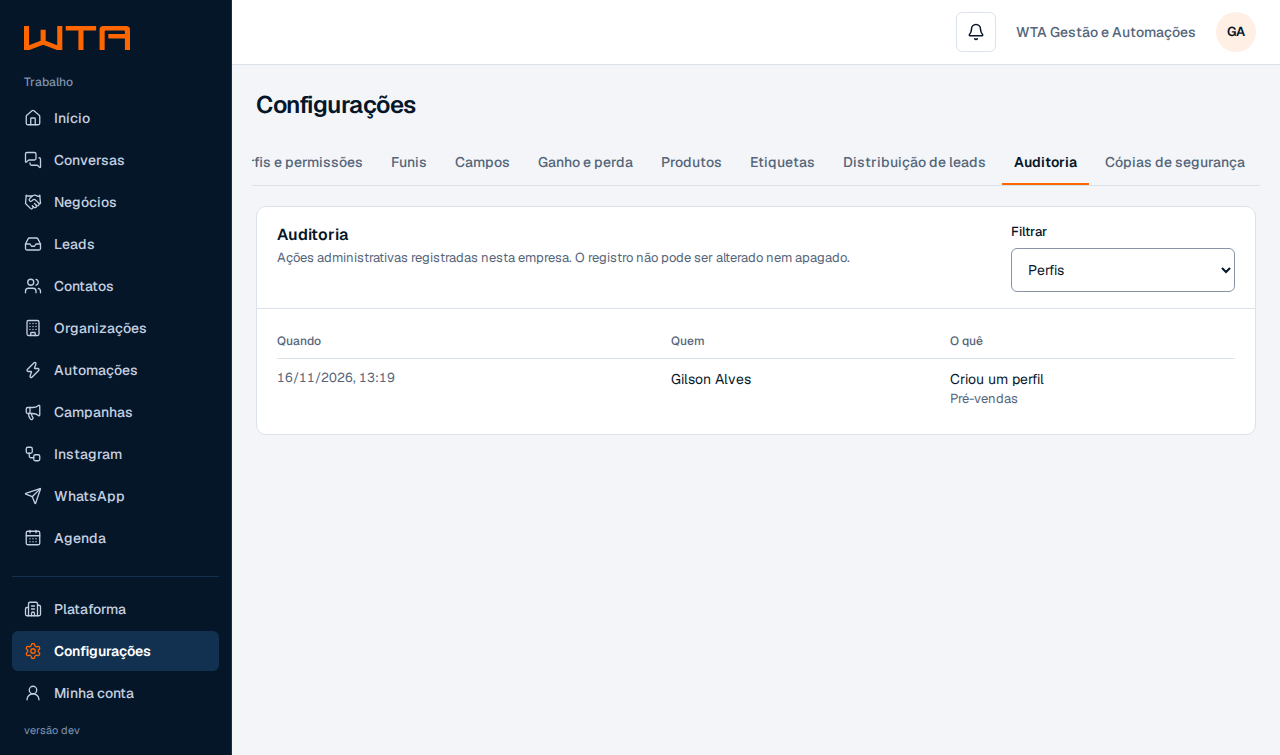 WTA
Trabalho
Início
Conversas
Negócios
Leads
Contatos
Organizações
Automações
Campanhas
Instagram
WhatsApp
Agenda
Plataforma
Configurações
Minha conta
versão dev
WTA Gestão e Automações GA
Configurações
fis e permissões Funis Campos Ganho e perda Produtos Etiquetas Distribuição de leads Auditoria Cópias de segurança
Auditoria
Ações administrativas registradas nesta empresa. O registro não pode ser alterado nem apagado.
Filtrar
Perfis
Quando Quem O quê
16/11/2026, 13:19 Gilson Alves Criou um perfil
Pré-vendas